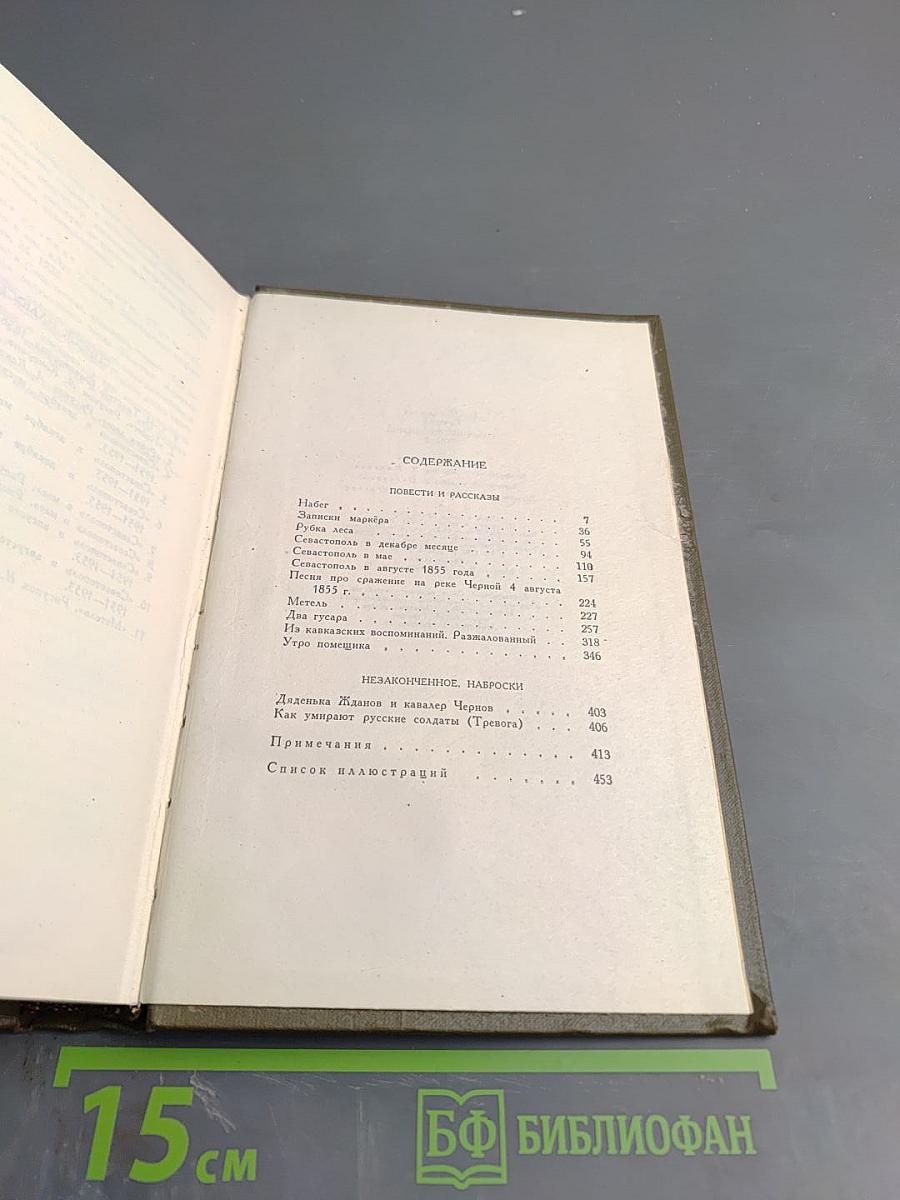 СОДЕРЖАНИЕ
ПОВЕСТИ И РАССКАЗЫ
Набег . . . . . . . . . . . . . . 7
Записки маркёра . . . . . . . . . . . 36
Рубка леса . . . . . . . . . . . . . 55
Севастополь в декабре месяце . . . . . . . 94
Севастополь в мае . . . . . . . . . . . 110
Севастополь в августе 1855 года . . . . . . 157
Песня про сражение на реке Черной 4 августа
1855 г. . . . . . . . . . . . . . . 224
Метель . . . . . . . . . . . . . . 227
Два гусара . . . . . . . . . . . . . 257
Из кавказских воспоминаний. Разжалованный . . 318
Утро помещика . . . . . . . . . . . . 346
НЕЗАКОНЧЕННОЕ, НАБРОСКИ
Дяденька Жданов и кавалер Чернов . . . . . 403
Как умирают русские солдаты (Тревога) . . . 406
Примечания . . . . . . . . . . . . . 413
Список иллюстраций . . . . . . . 453
15 см
БФ БИБЛИОФАН